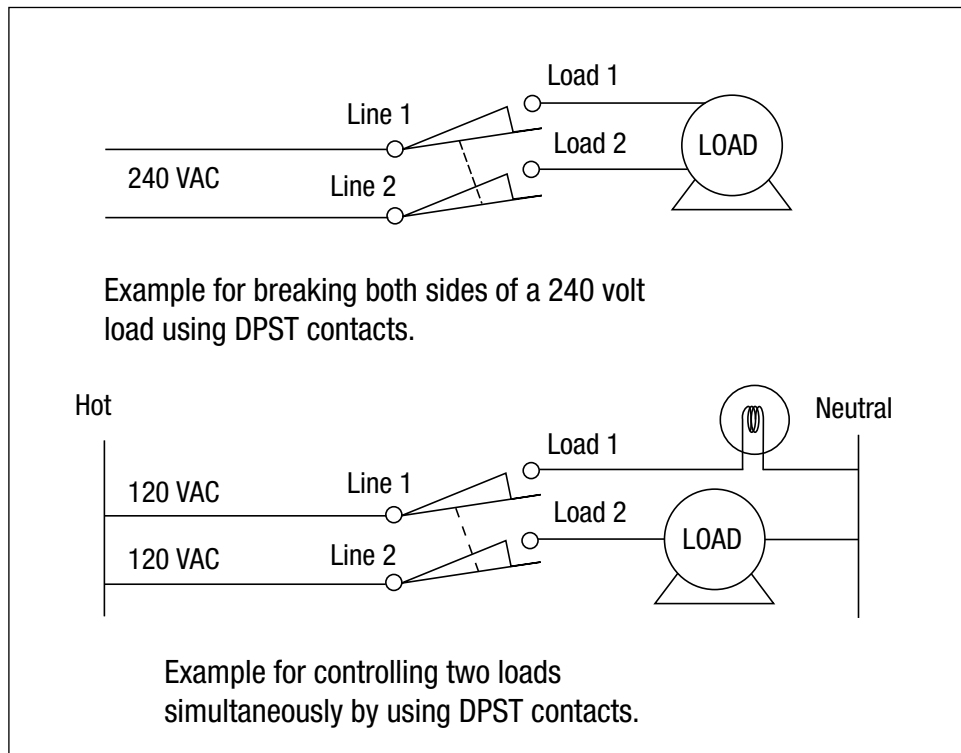 Load 1
Line 1
LOAD
Load 2
240 VAC
Line 2
Example for breaking both sides of a 240 volt
load using DPST contacts.
Hot
Neutral
Load 1
120 VAC
Line 1
Load 2
LOAD
120 VAC
Line 2
Example for controlling two loads
simultaneously by using DPST contacts.